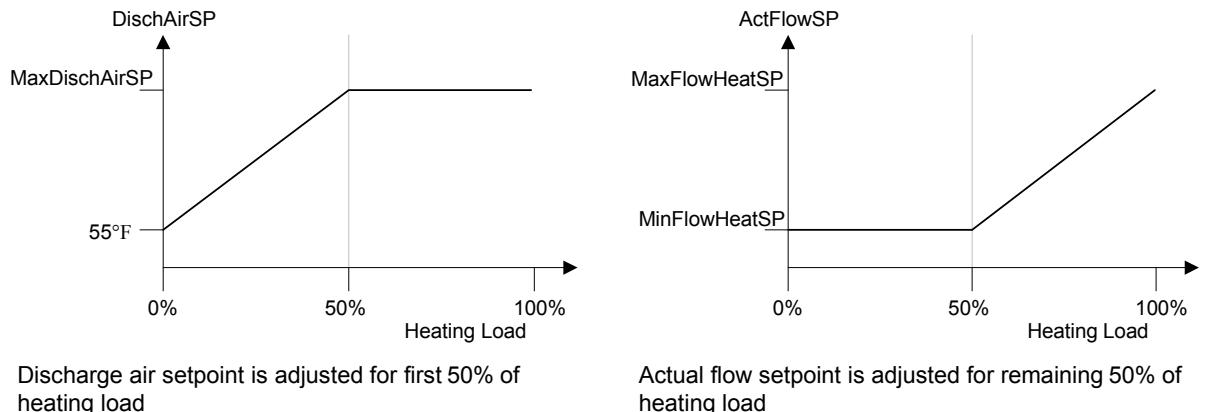 DischAirSP
MaxDischAirSP
55°F
0%
50%
100%
Heating Load
Discharge air setpoint is adjusted for first 50% of
heating load
ActFlowSP
MaxFlowHeatSP
MinFlowHeatSP
0%
50%
100%
Heating Load
Actual flow setpoint is adjusted for remaining 50% of
heating load